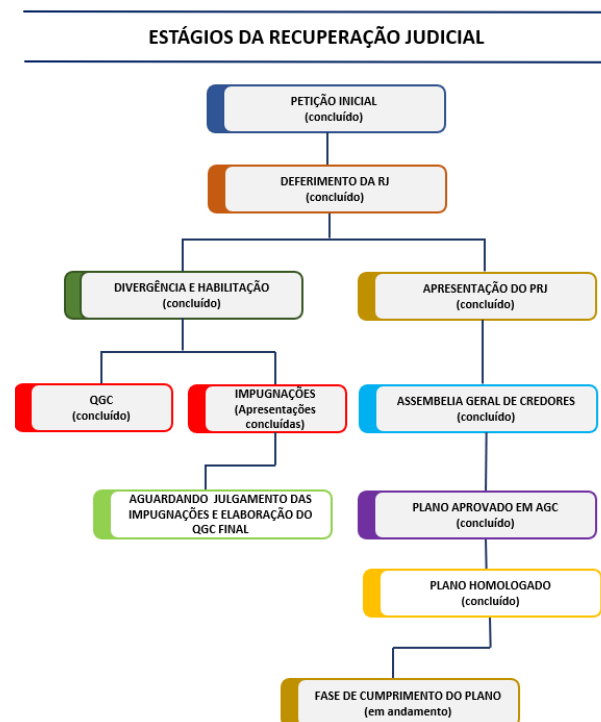 ESTÁGIOS DA RECUPERAÇÃO JUDICIAL
PETIÇÃO INICIAL
(concluído)
DEFERIMENTO DA RJ
(concluído)
DIVERGÊNCIA E HABILITAÇÃO
(concluído)
APRESENTAÇÃO DO PRJ
(concluído)
QGC
(concluído)
IMPUGNAÇÕES
(Apresentações
concluídas)
ASSEMBELIA GERAL DE CREDORES
(concluído)
AGUARDANDO JULGAMENTO DAS
IMPUGNAÇÕES E ELABORAÇÃO DO
QGC FINAL
PLANO APROVADO EM AGC
(concluído)
PLANO HOMOLOGADO
(concluído)
FASE DE CUMPRIMENTO DO PLANO
(em andamento)